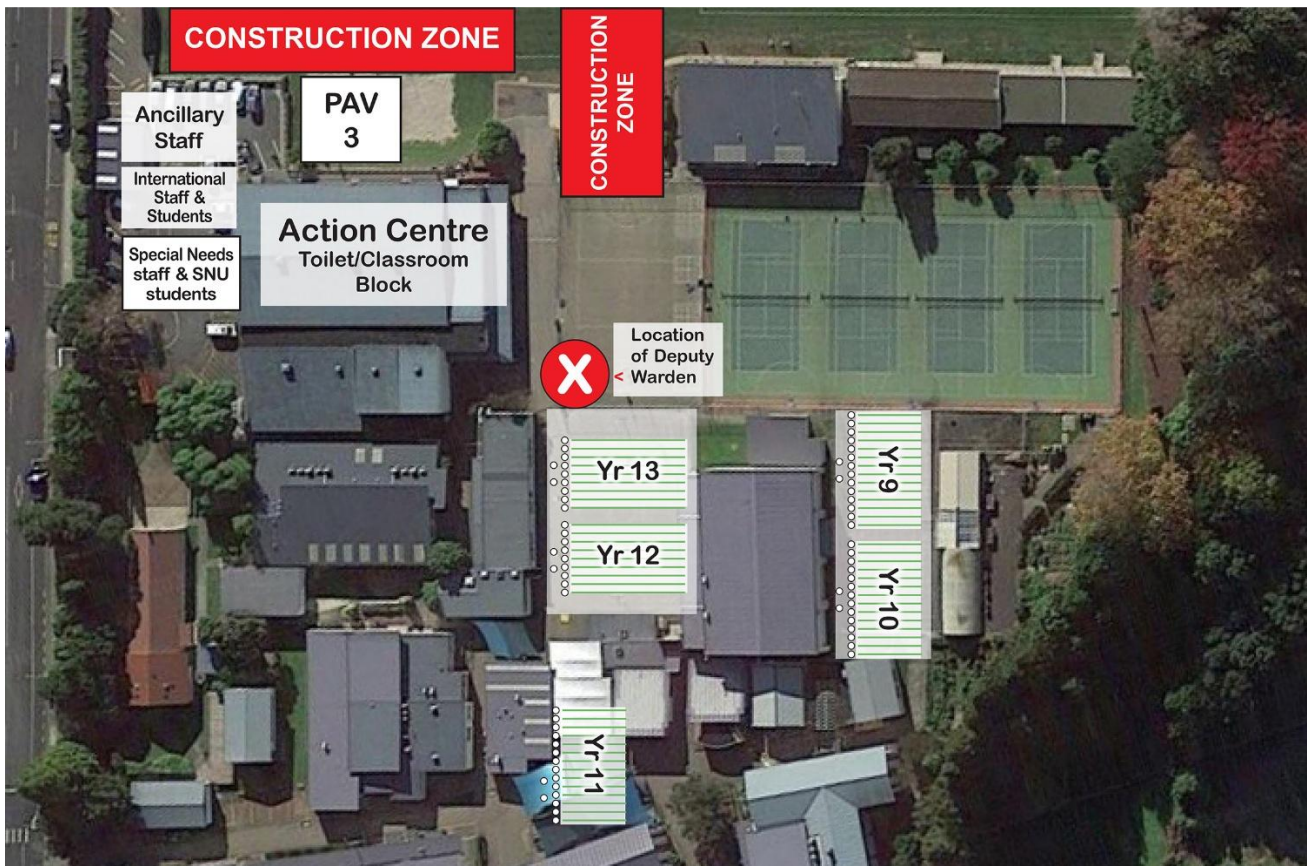 CONSTRUCTION ZONE
CONSTRUCTION
ZONE
Ancillary
Staff
PAV
3
International
Staff &
Students
Special Needs
staff & SNU
students
Action Centre
Toilet/Classroom
Block
Location
of Deputy
Warden
X
<
Yr 13
Yr 9
Yr 12
Yr 10
Yr 11